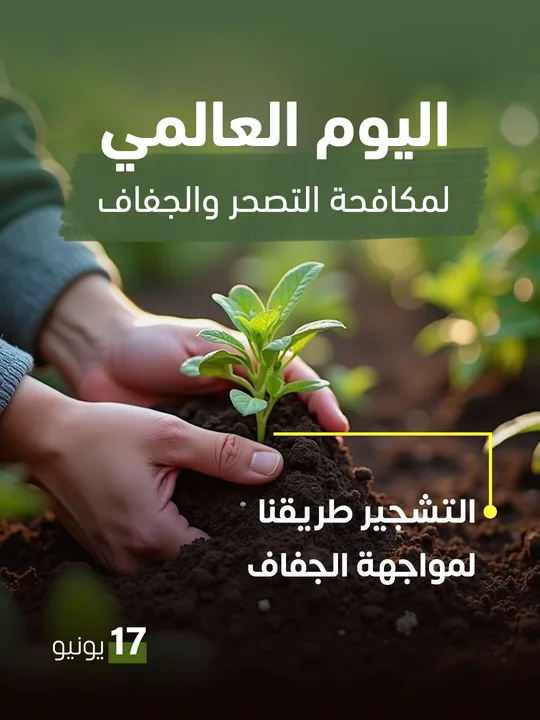 اليوم العالمي
لمكافحة التصحر والجفاف
التشجير طريقنا
لمواجهة الجفاف
17 يونيو